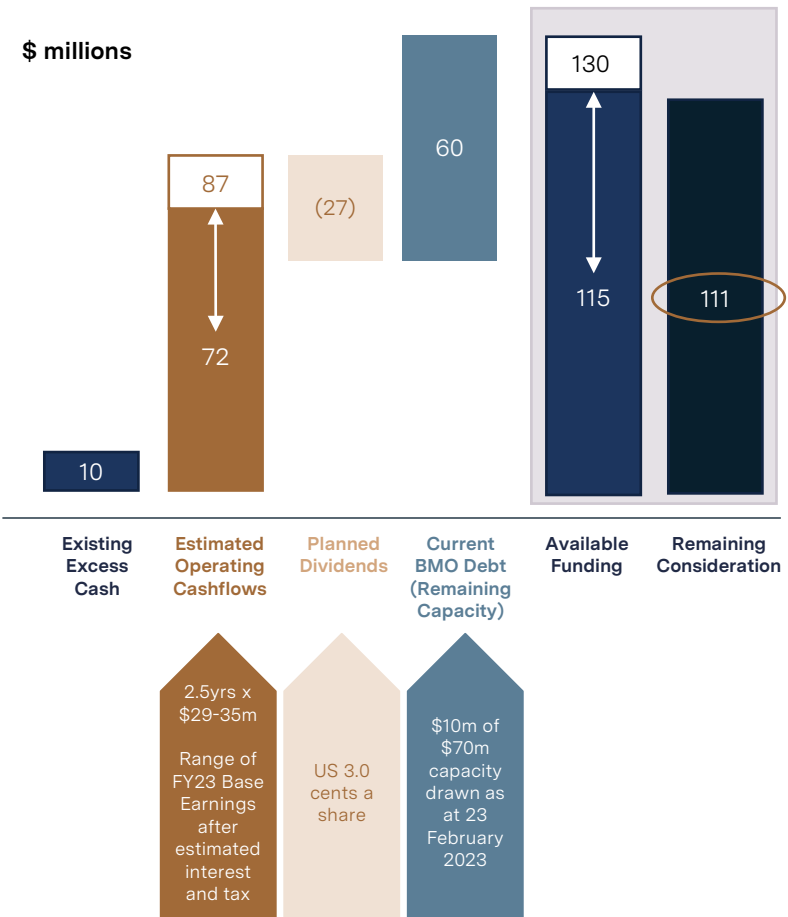 $ millions
130
60
87
(27)
115
111
72
10
Existing
Excess
Cash
Estimated
Operating
Cashflows
Planned
Dividends
Current
BMO Debt
(Remaining
Capacity)
Available
Funding
Remaining
Consideration
2.5yrs x
$29-35m
Range of
FY23 Base
Earnings
after
estimated
interest
and tax
US 3.0
cents a
share
$10m of
$70m
capacity
drawn as
at 23
February
2023